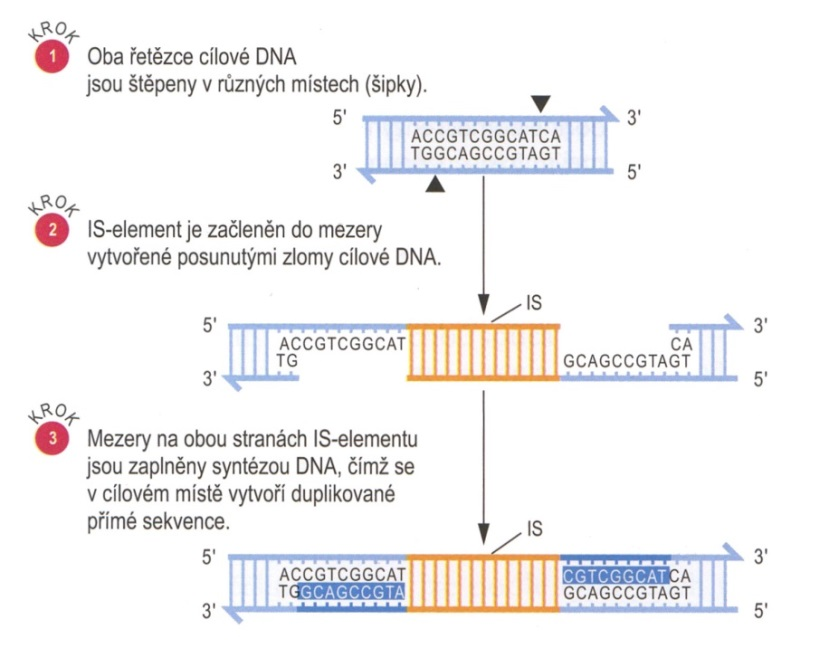 KROK
1
Oba řetězce cílové DNA
jsou štěpeny v různých místech (šipky).
5' 3'
ACCGTCGGCATCA
TGGCAGCCGTAGT
3' 5'
KROK
2
IS-element je začleněn do mezery
vytvořené posunutými zlomy cílové DNA.
IS
5' 3'
ACCGTCGGCAT CA
TG GCAGCCGTAGT
3' 5'
KROK
3
Mezery na obou stranách IS-elementu
jsou zaplněny syntézou DNA, čímž se
v cílovém místě vytvoří duplikované
přímé sekvence.
IS
5' 3'
ACCGTCGGCAT CGTCGGCATCA
TGGCAGCCGTA GCAGCCGTAGT
3' 5'